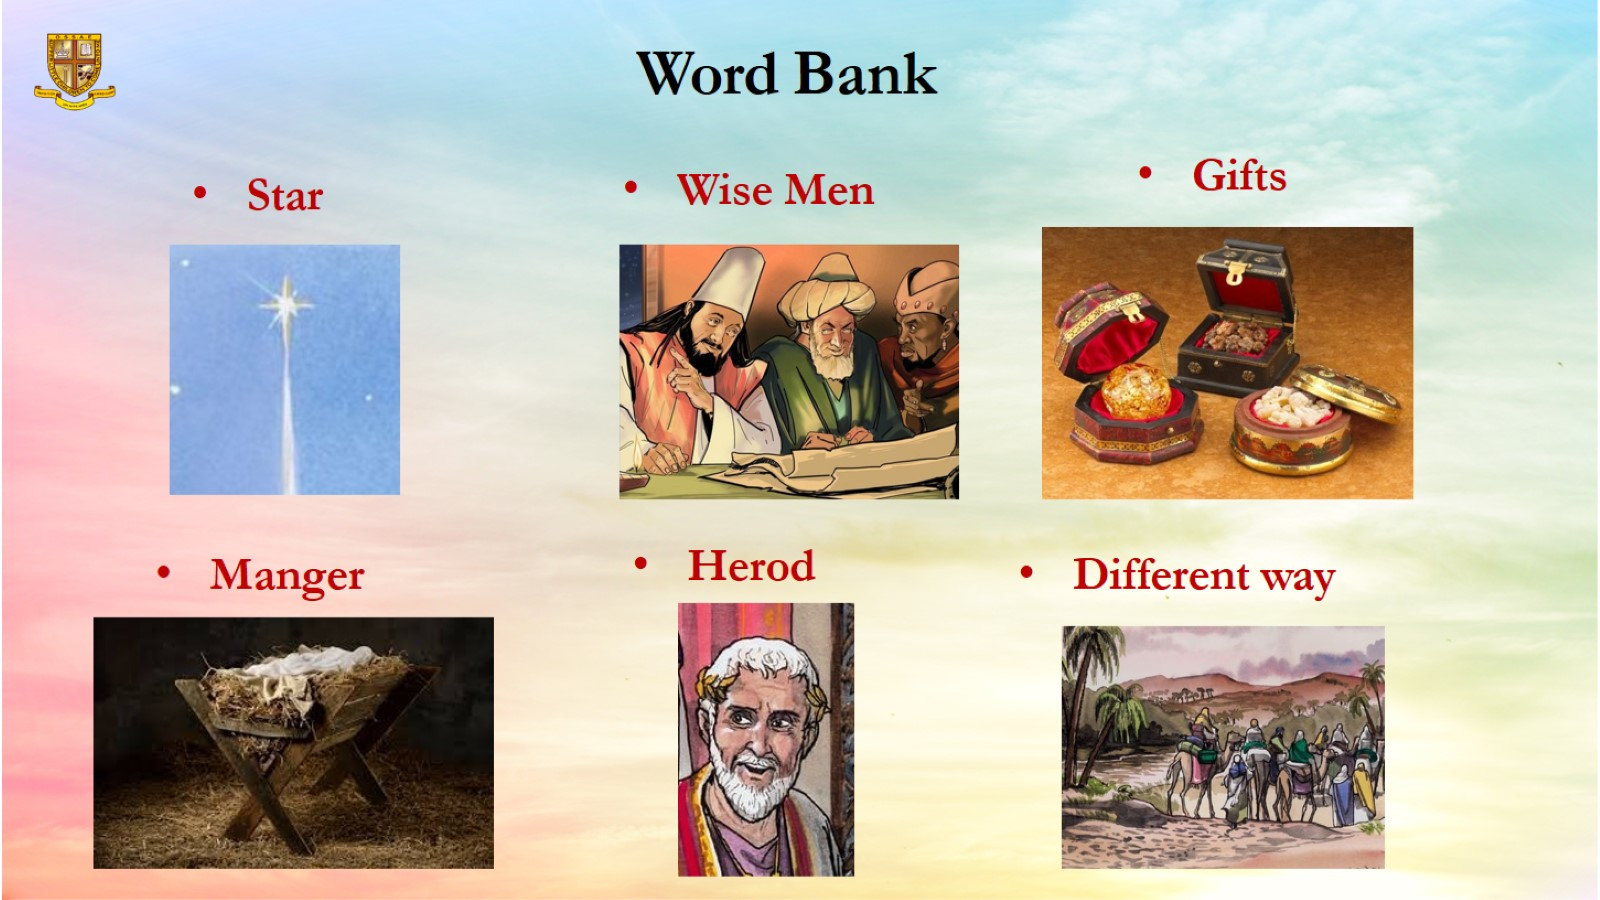 Word Bank
• Star
• Wise Men
• Gifts
• Manger
• Herod
• Different way